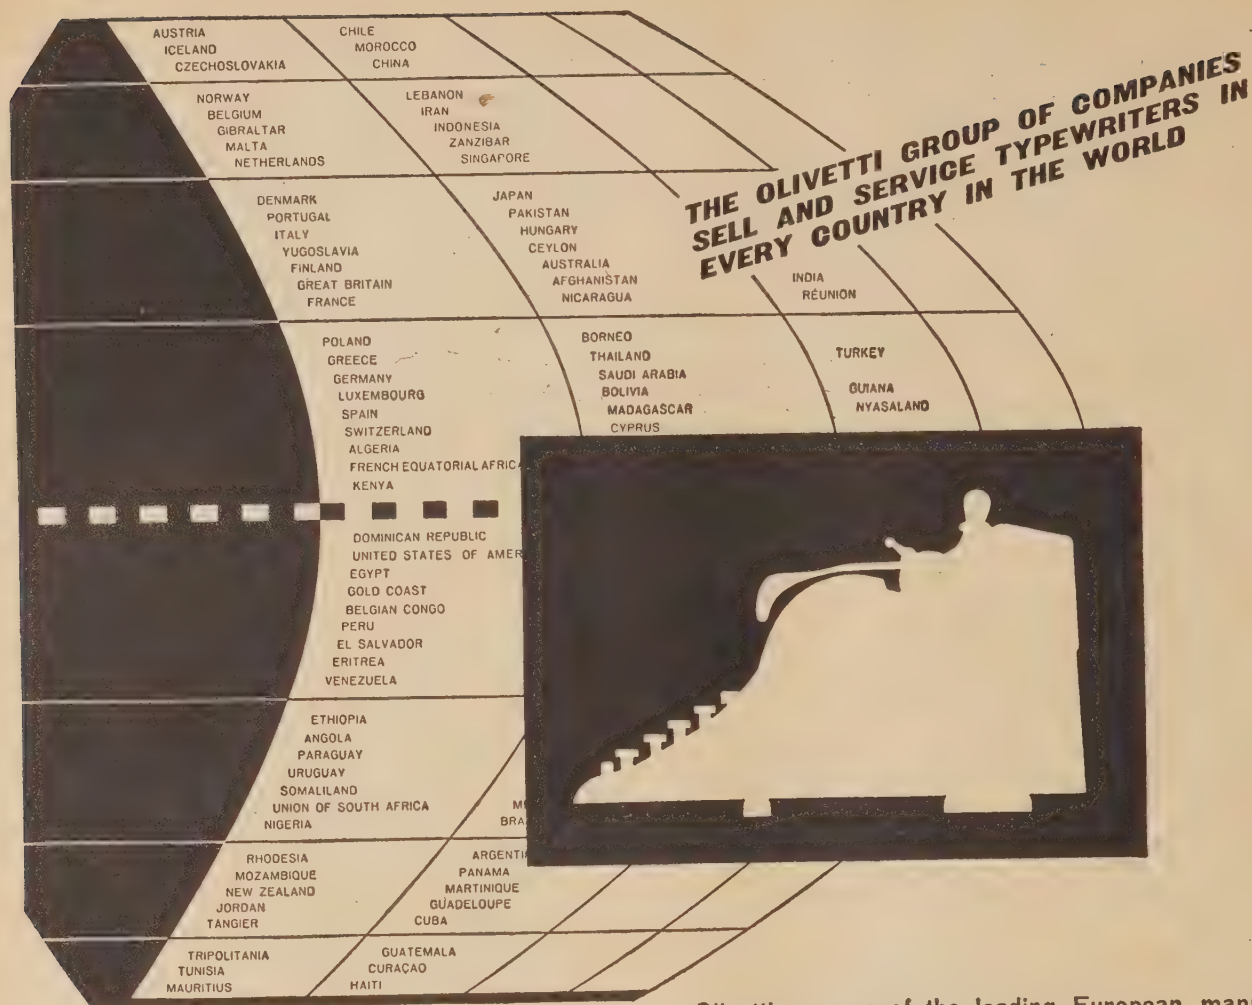 AUSTRIA
ICELAND
CZECHOSLOVAKIA
CHILE
MOROCCO
CHINA
NORWAY
BELGIUM
GIBRALTAR
MALTA
NETHERLANDS
LEBANON
IRAN
INDONESIA
ZANZIBAR
SINGAPORE
THE OLIVETTI GROUP OF COMPANIES
SELL AND SERVICE TYPEWRITERS IN
EVERY COUNTRY IN THE WORLD
DENMARK
PORTUGAL
ITALY
YUGOSLAVIA
FINLAND
GREAT BRITAIN
FRANCE
JAPAN
PAKISTAN
HUNGARY
CEYLON
AUSTRALIA
AFGHANISTAN
NICARAGUA
INDIA
RÉUNION
POLAND
GREECE
GERMANY
LUXEMBOURG
SPAIN
SWITZERLAND
ALGERIA
FRENCH EQUATORIAL AFRICA
KENYA
BORNEO
THAILAND
SAUDI ARABIA
BOLIVIA
MADAGASCAR
CYPRUS
TURKEY
GUIANA
NYASALAND
DOMINICAN REPUBLIC
UNITED STATES OF AMER
EGYPT
GOLD COAST
BELGIAN CONGO
PERU
EL SALVADOR
ERITREA
VENEZUELA
ETHIOPIA
ANGOLA
PARAGUAY
URUGUAY
SOMALILAND
UNION OF SOUTH AFRICA
NIGERIA
M
BRA
RHODESIA
MOZAMBIQUE
NEW ZEALAND
JORDAN
TANGIER
ARGENTI
PANAMA
MARTINIQUE
GUADELOUPE
CUBA
TRIPOLITANIA
TUNISIA
MAURITIUS
GUATEMALA
CURAÇAO
HAITI
of the leading European man